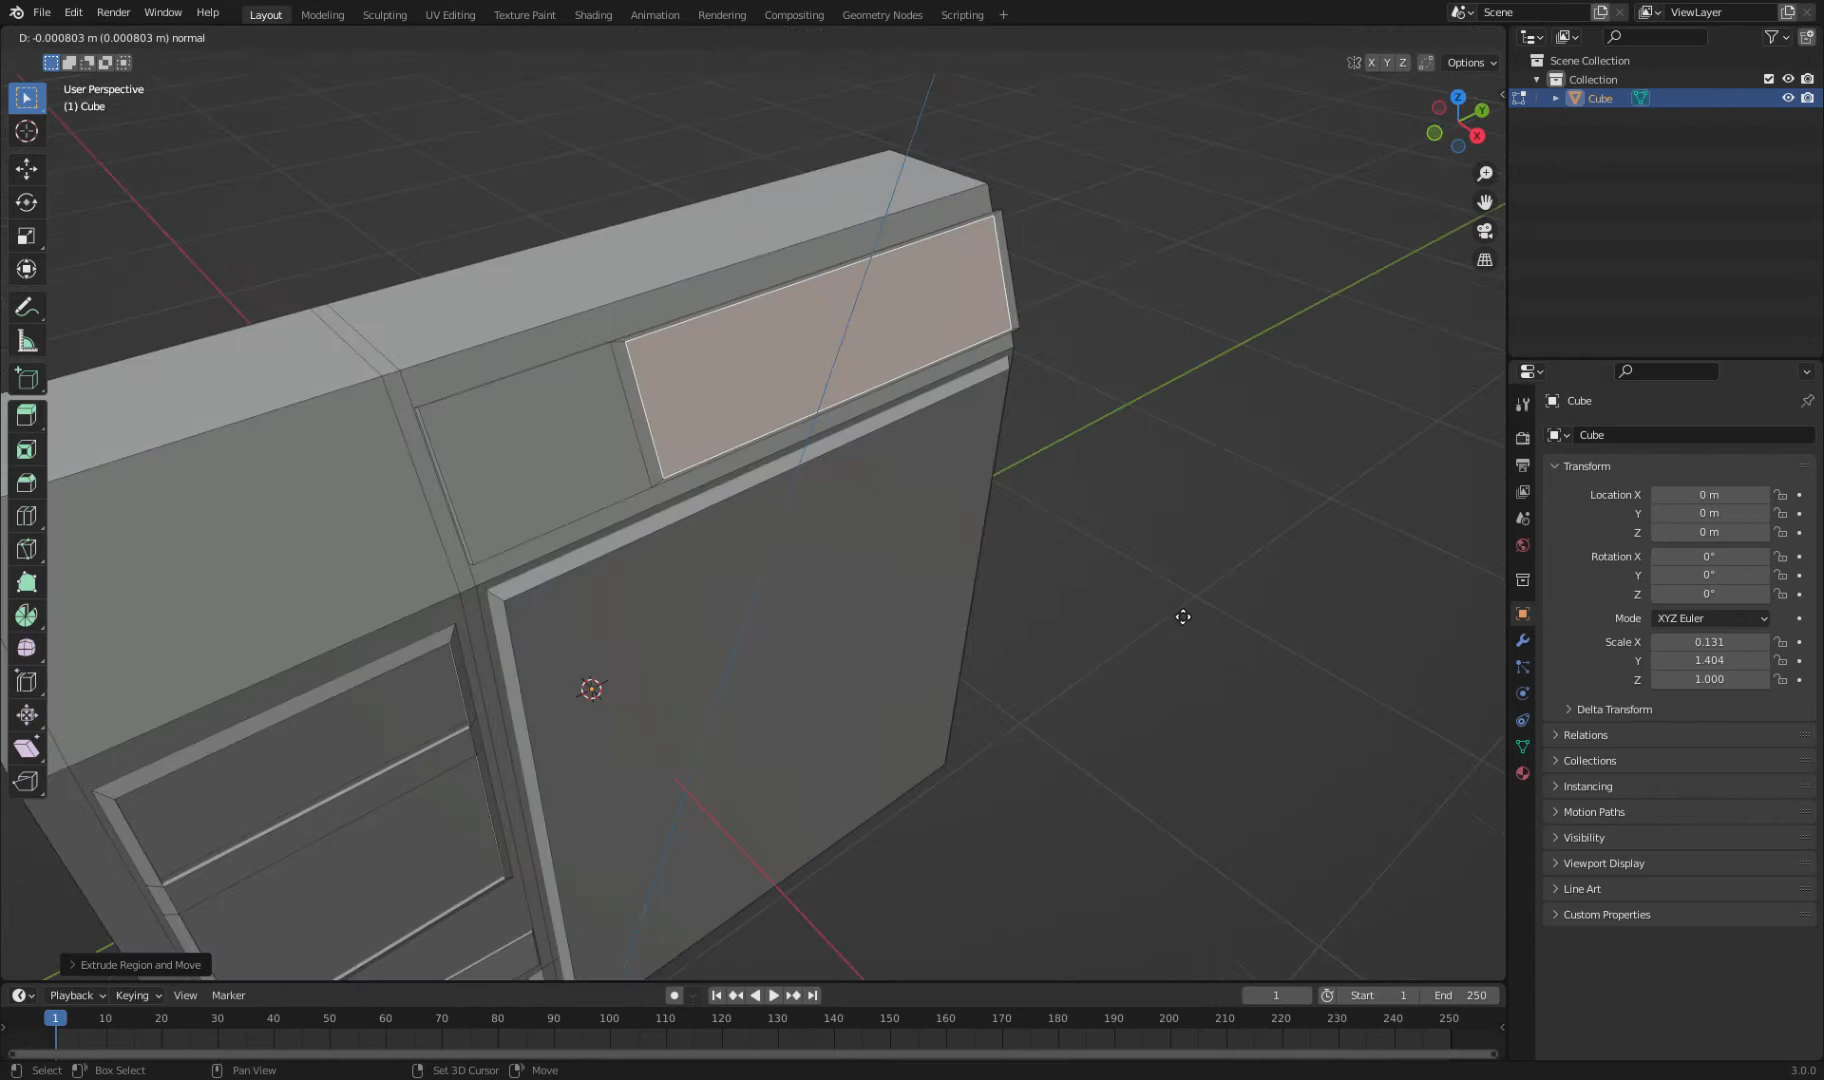 File Edit Render Window Help Layout Modeling Sculpting UV Editing Texture Paint Shading Animation Rendering Compositing Geometry Nodes Scripting + Scene ViewLayer
D: -0.000803 m (0.000803 m) normal
X Y Z Options
User Perspective
(1) Cube
Z
Y
X
Scene Collection
Collection
Cube
Cube
Cube
Transform
Location X 0 m
Y 0 m
Z 0 m
Rotation X 0°
Y 0°
Z 0°
Mode XYZ Euler
Scale X 0.131
Y 1.404
Z 1.000
Delta Transform
Relations
Collections
Instancing
Motion Paths
Visibility
Viewport Display
Line Art
Custom Properties
Extrude Region and Move
Playback Keying View Marker 1 Start 1 End 250
1 10 20 30 40 50 60 70 80 90 100 110 120 130 140 150 160 170 180 190 200 210 220 230 240 250
Select Box Select Pan View Set 3D Cursor Move 3.0.0